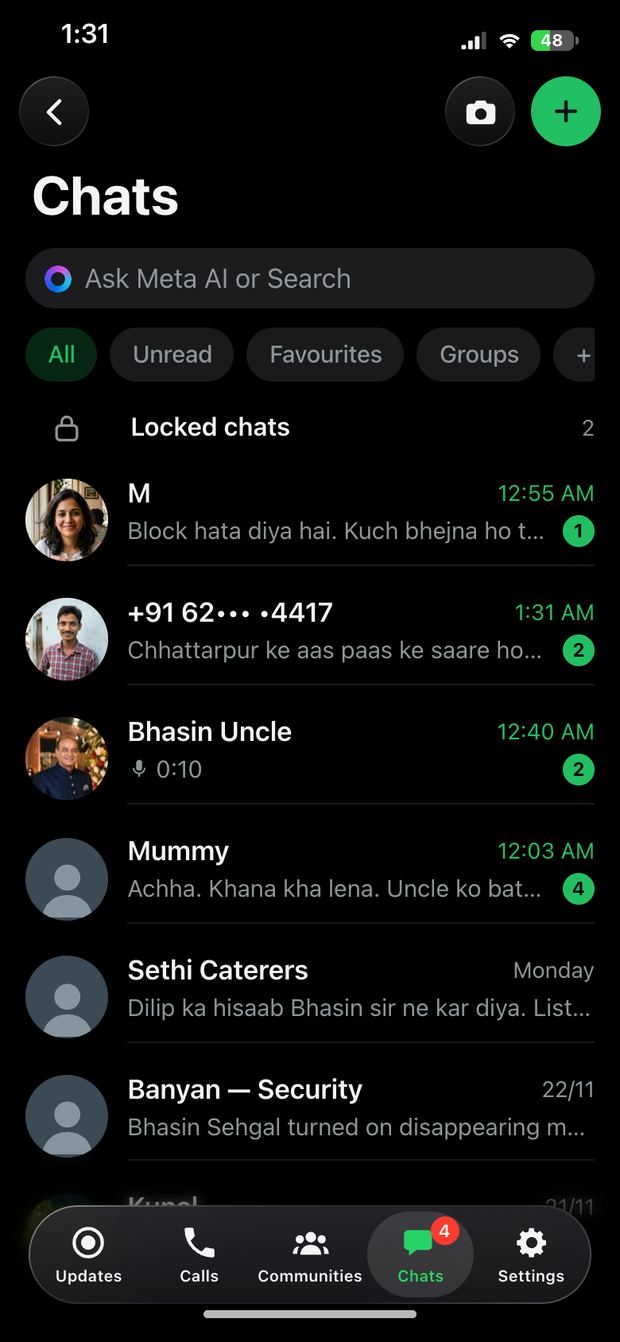 1:31
48
Chats
Ask Meta AI or Search
All Unread Favourites Groups +
Locked chats 2
M 12:55 AM
Block hata diya hai. Kuch bhejna ho t... 1
+91 62••• •4417 1:31 AM
Chhattarpur ke aas paas ke saare ho... 2
Bhasin Uncle 12:40 AM
0:10 2
Mummy 12:03 AM
Achha. Khana kha lena. Uncle ko bat... 4
Sethi Caterers Monday
Dilip ka hisaab Bhasin sir ne kar diya. List...
Banyan — Security 22/11
Bhasin Sehgal turned on disappearing m...
Kunal 21/11
4
Updates Calls Communities Chats Settings